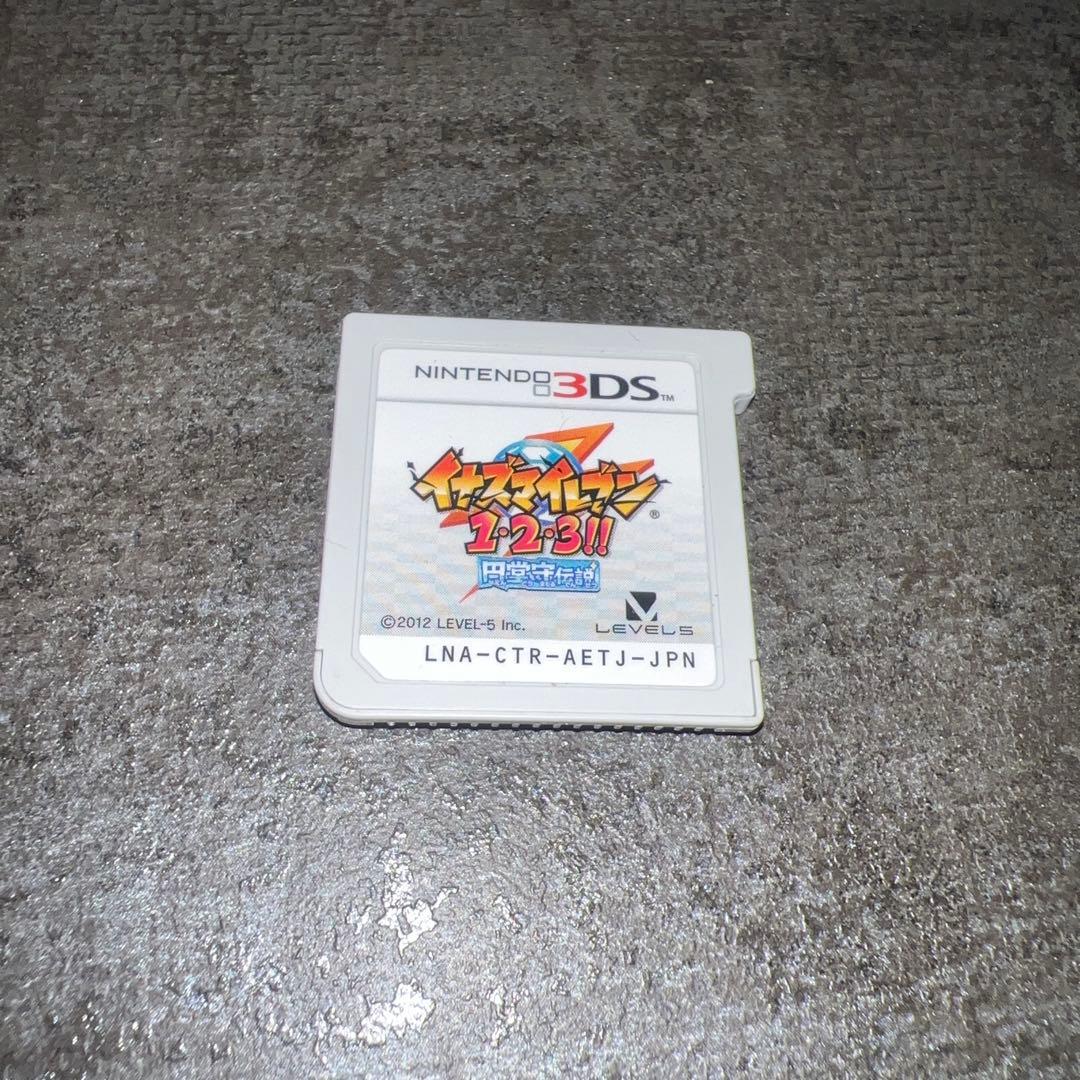 NINTENDO 3DS™
イナズマイレブン®
1・2・3!!
円堂守伝説
©2012 LEVEL-5 Inc.
LEVEL5
LNA-CTR-AETJ-JPN